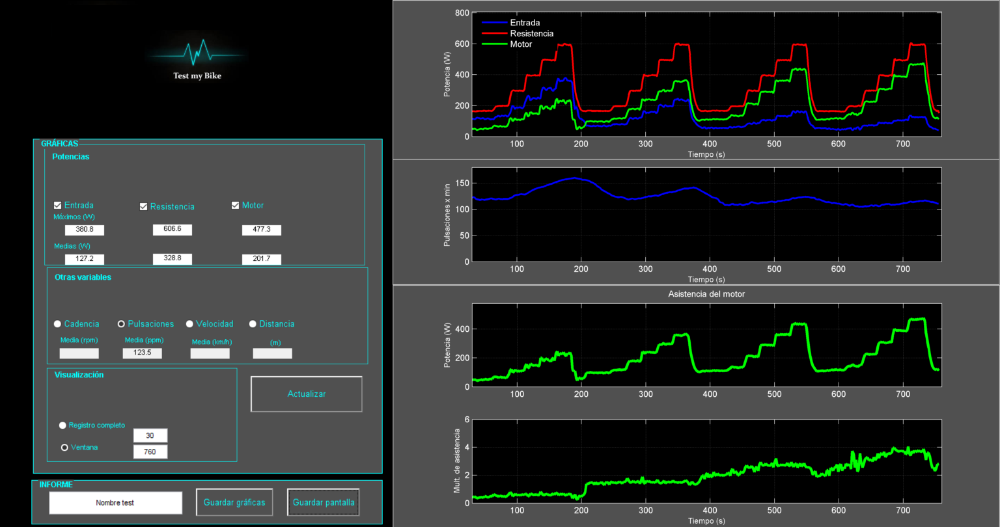 Test my Bike
GRÁFICAS
Potencias
Entrada
Resistencia
Motor
Máximos (W)
380.8
606.6
477.3
Medias (W)
127.2
328.8
201.7
Otras variables
Cadencia
Pulsaciones
Velocidad
Distancia
Media (rpm)
Media (ppm)
Media (km/h)
(m)
123.5
Visualización
Registro completo
30
Ventana
760
Actualizar
INFORME
Nombre test
Guardar gráficas
Guardar pantalla
Entrada
Resistencia
Motor
Potencia (W)
800
600
400
200
0
100 200 300 400 500 600 700
Tiempo (s)
Pulsaciones x min
150
100
50
0
100 200 300 400 500 600 700
Tiempo (s)
Asistencia del motor
Potencia (W)
400
200
0
100 200 300 400 500 600 700
Mult. de asistencia
6
4
2
0
100 200 300 400 500 600 700
Tiempo (s)